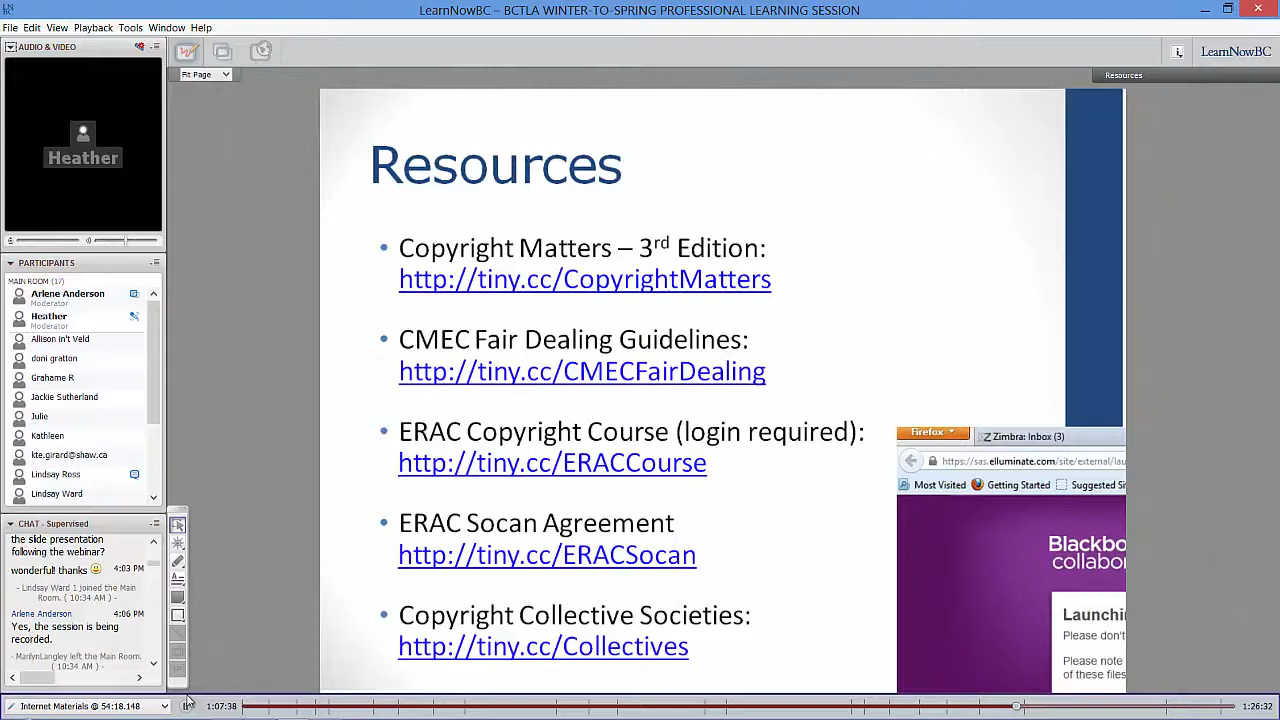 LN
BC
LearnNowBC – BCTLA WINTER-TO-SPRING PROFESSIONAL LEARNING SESSION
File Edit View Playback Tools Window Help
AUDIO & VIDEO
Fit Page
i
LearnNowBC
Resources
Heather
Heather
PARTICIPANTS
MAIN ROOM (17)
Arlene Anderson
Moderator
Heather
Moderator
Allison in't Veld
doni gratton
Grahame R
Jackie Sutherland
Julie
Kathleen
kte.girard@shaw.ca
Lindsay Ross
Lindsay Ward
CHAT - Supervised
the slide presentation
following the webinar?
wonderful! thanks 4:03 PM
- Lindsay Ward 1 joined the Main
Room. ( 10:34 AM ) -
Arlene Anderson 4:06 PM
Yes, the session is being
recorded.
- MarilynLangley left the Main Room.
( 10:34 AM ) -
Resources
• Copyright Matters – 3rd Edition:
http://tiny.cc/CopyrightMatters
• CMEC Fair Dealing Guidelines:
http://tiny.cc/CMECFairDealing
• ERAC Copyright Course (login required):
http://tiny.cc/ERACCourse
• ERAC Socan Agreement
http://tiny.cc/ERACSocan
• Copyright Collective Societies:
http://tiny.cc/Collectives
Firefox
Zimbra: Inbox (3)
https://sas.elluminate.com/site/external/lau
Most Visited Getting Started Suggested Si
Blackbo
collabo
Launchi
Please don't
Please note
of these files
Internet Materials @ 54:18.148
1:07:38
1:26:32